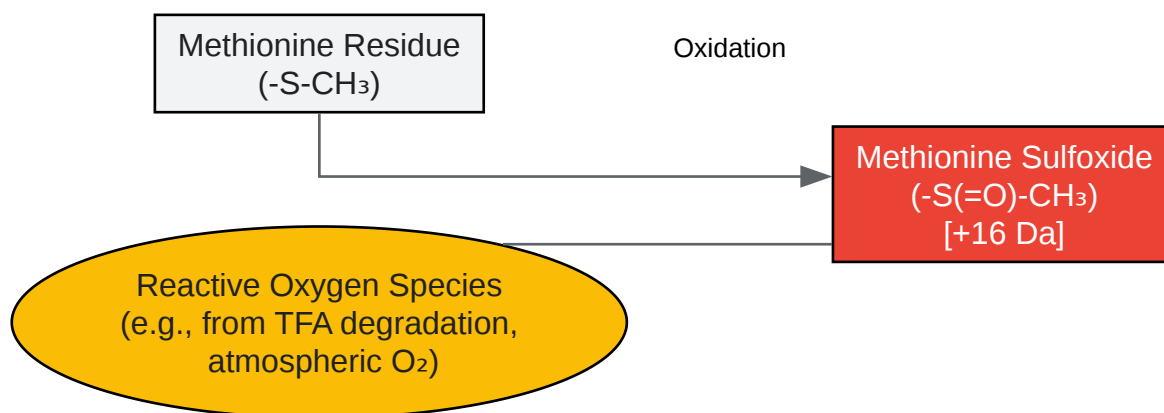 Methionine Residue
(-S-CH₃)
Oxidation
Methionine Sulfoxide
(-S(=O)-CH₃)
[+16 Da]
Reactive Oxygen Species
(e.g., from TFA degradation,
atmospheric O₂)